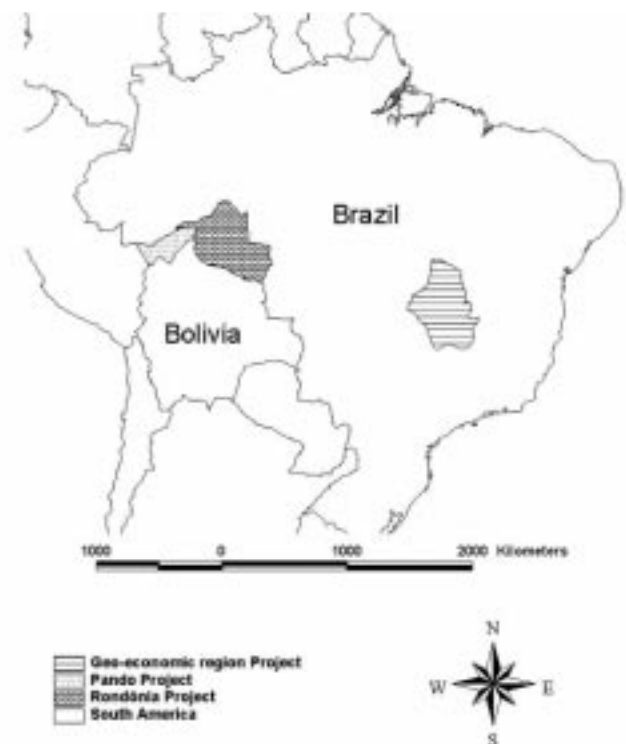 Brazil
Bolivia
1000 0 1000 2000 Kilometers
Geo-economic region Project
Pando Project
Rondônia Project
South America
N
W E
S